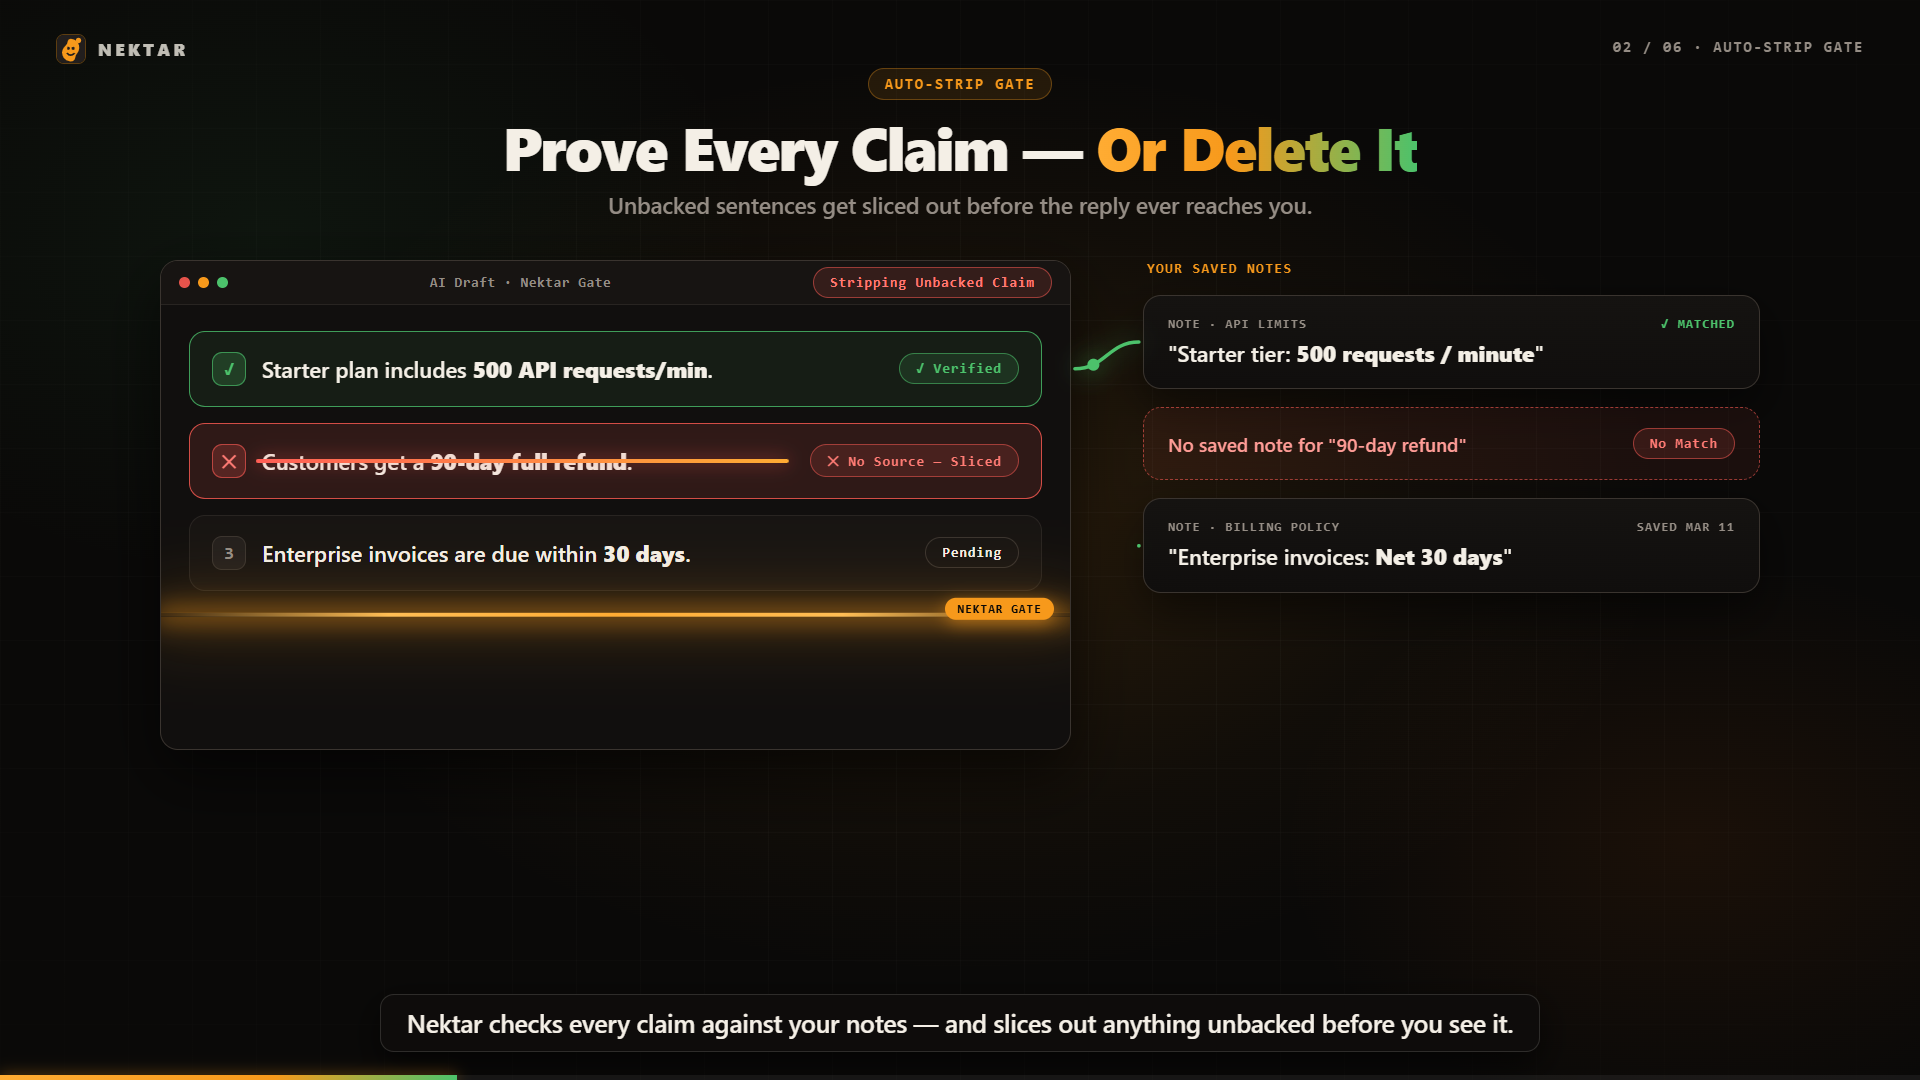 NEKTAR
02 / 06 · AUTO-STRIP GATE
AUTO-STRIP GATE
Prove Every Claim — Or Delete It
Unbacked sentences get sliced out before the reply ever reaches you.
AI Draft · Nektar Gate
Stripping Unbacked Claim
✓ Starter plan includes 500 API requests/min.
✓ Verified
✕ Customers get a 90-day full refund.
✕ No Source — Sliced
3 Enterprise invoices are due within 30 days.
Pending
NEKTAR GATE
YOUR SAVED NOTES
NOTE · API LIMITS
✓ MATCHED
"Starter tier: 500 requests / minute"
No saved note for "90-day refund"
No Match
NOTE · BILLING POLICY
SAVED MAR 11
"Enterprise invoices: Net 30 days"
Nektar checks every claim against your notes — and slices out anything unbacked before you see it.